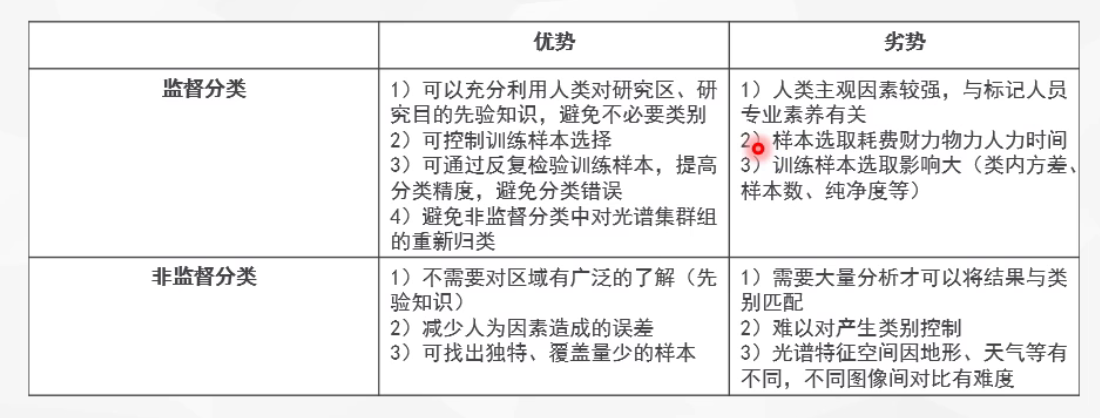 优势
劣势
监督分类
1）可以充分利用人类对研究区、研
究目的先验知识，避免不必要类别
2）可控制训练样本选择
3）可通过反复检验训练样本，提高
分类精度，避免分类错误
4）避免非监督分类中对光谱集群组
的重新归类
1）人类主观因素较强，与标记人员
专业素养有关
2）样本选取耗费财力物力人力时间
3）训练样本选取影响大（类内方差、
样本数、纯净度等）
非监督分类
1）不需要对区域有广泛的了解（先
验知识）
2）减少人为因素造成的误差
3）可找出独特、覆盖量少的样本
1）需要大量分析才可以将结果与类
别匹配
2）难以对产生类别控制
3）光谱特征空间因地形、天气等有
不同，不同图像间对比有难度